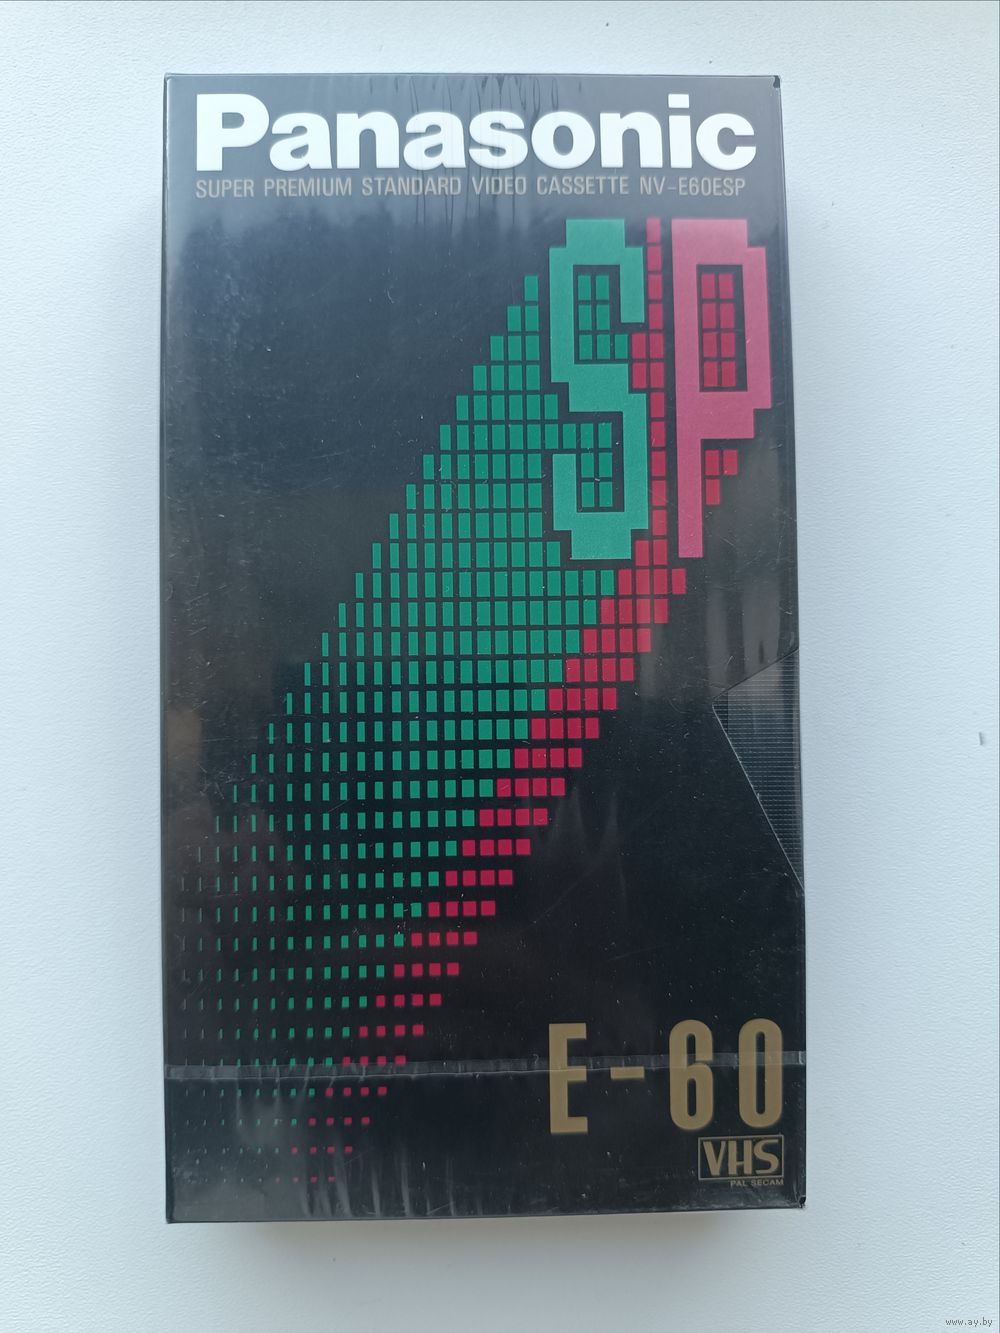 Panasonic
SUPER PREMIUM STANDARD VIDEO CASSETTE NV-E60ESP
SP
E-60
VHS
PAL SECAM
www.ay.by